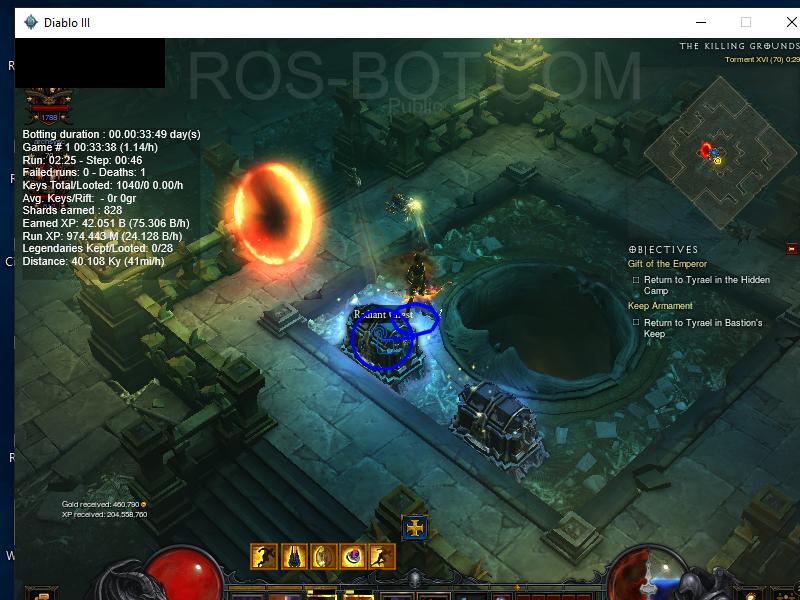 Diablo III
ROS-BOT.COM
Public
THE KILLING GROUNDS
Torment XVI (70) 0:29
1788
Botting duration : 00.00:33:49 day(s)
Game # 1 00:33:38 (1.14/h)
Run: 02:25 - Step: 00:46
Failed runs: 0 - Deaths: 1
Keys Total/Looted: 1040/0 0.00/h
Avg. Keys/Rift: - 0r 0gr
Shards earned : 828
Earned XP: 42.051 B (75.306 B/h)
Run XP: 974.443 M (24.128 B/h)
Legendaries Kept/Looted: 0/28
Distance: 40.108 Ky (41mi/h)
OBJECTIVES
Gift of the Emperor
Return to Tyrael in the Hidden
Camp
Keep Armament
Return to Tyrael in Bastion's
Keep
Radiant Chest
Gold received: 460,790
XP received: 204,558,760